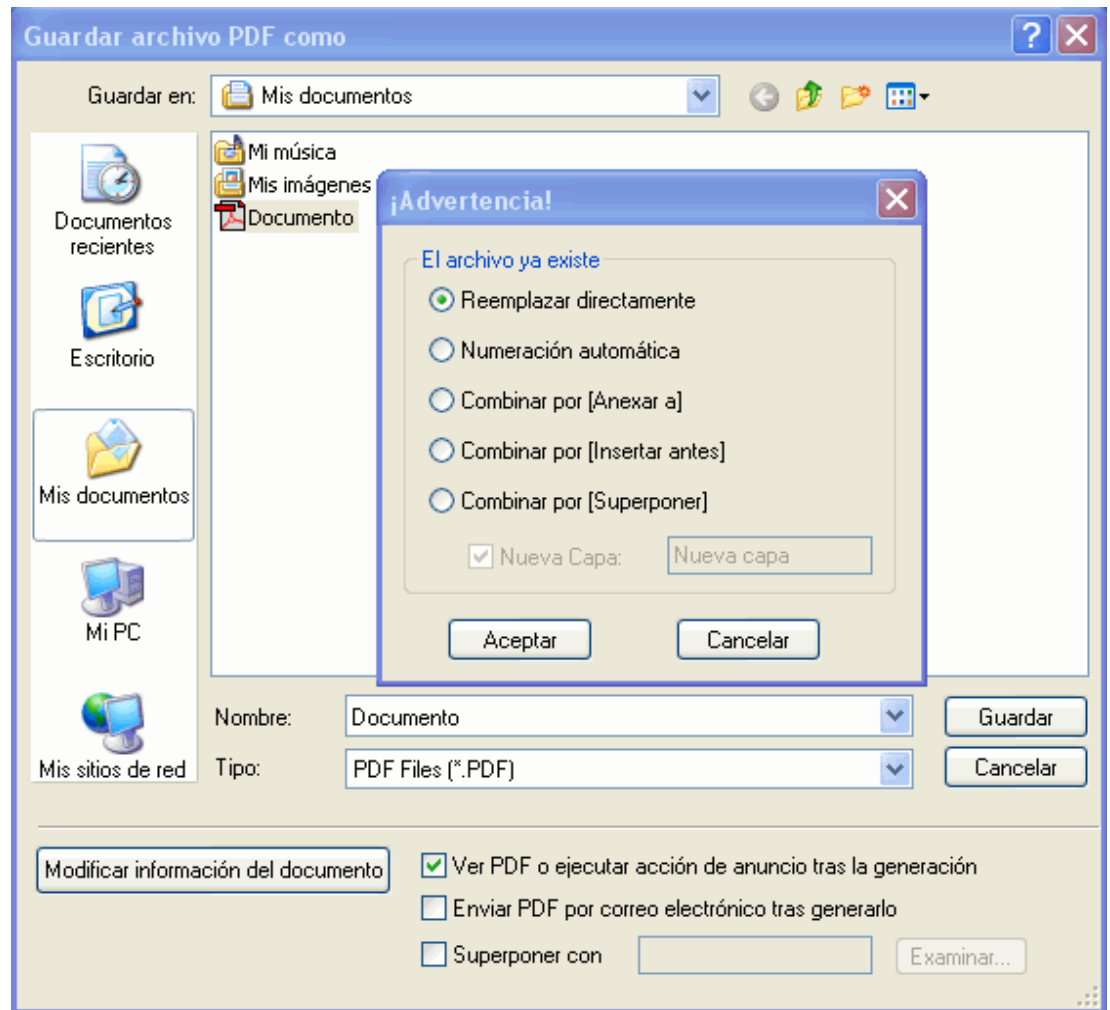 Guardar archivo PDF como
Guardar en: Mis documentos
Documentos recientes
Escritorio
Mis documentos
Mi PC
Mis sitios de red
Mi música
Mis imágenes
Documento
¡Advertencia!
El archivo ya existe
Reemplazar directamente
Numeración automática
Combinar por [Anexar a]
Combinar por [Insertar antes]
Combinar por [Superponer]
Nueva Capa: Nueva capa
Aceptar Cancelar
Nombre: Documento Guardar
Tipo: PDF Files (*.PDF) Cancelar
Modificar información del documento
Ver PDF o ejecutar acción de anuncio tras la generación
Enviar PDF por correo electrónico tras generarlo
Superponer con Examinar...